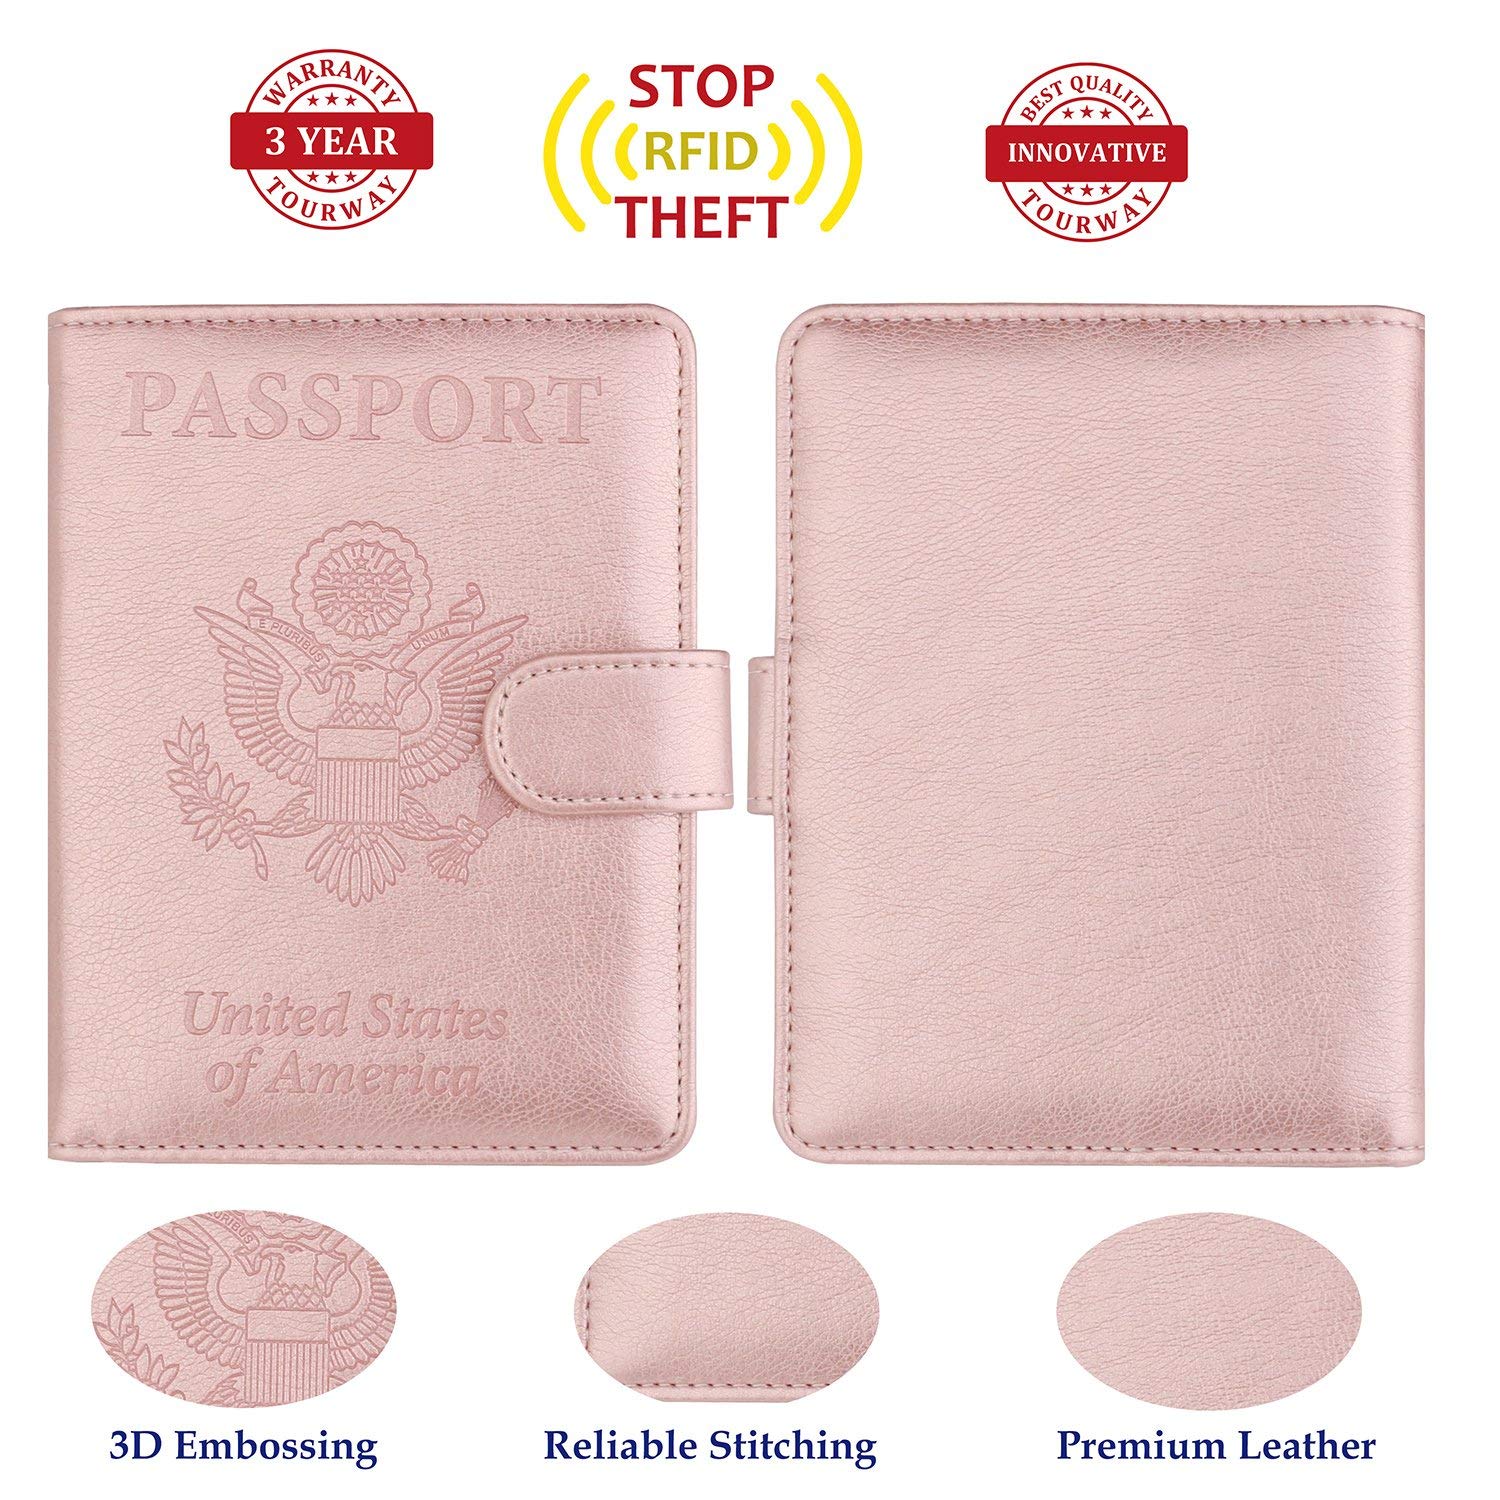 WARRANTY
3 YEAR
TOURWAY
STOP
RFID
THEFT
BEST QUALITY
INNOVATIVE
TOURWAY
PASSPORT
E PLURIBUS UNUM
United States
of America
PLURIBUS
3D Embossing
Reliable Stitching
Premium Leather